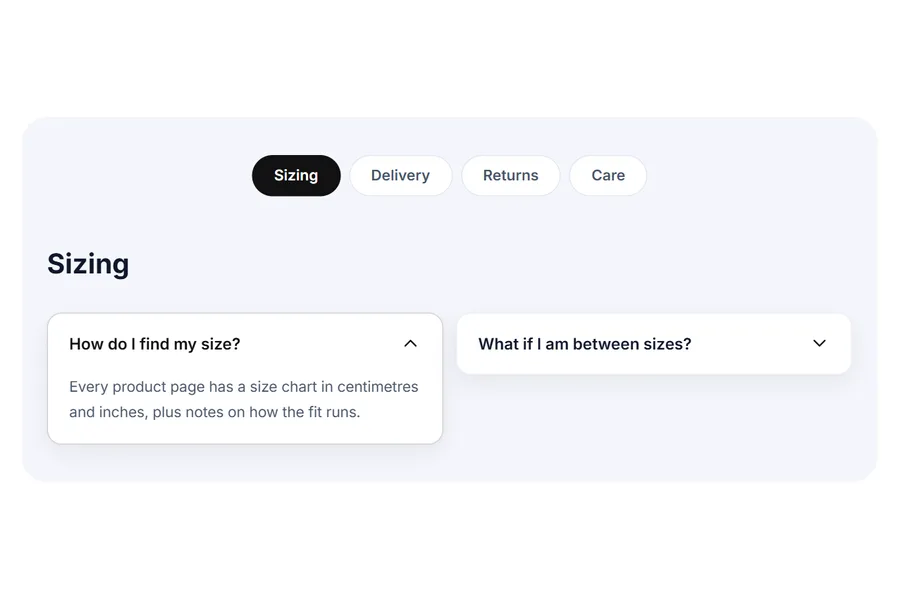 Sizing
Delivery
Returns
Care
Sizing
How do I find my size?
Every product page has a size chart in centimetres
and inches, plus notes on how the fit runs.
What if I am between sizes?